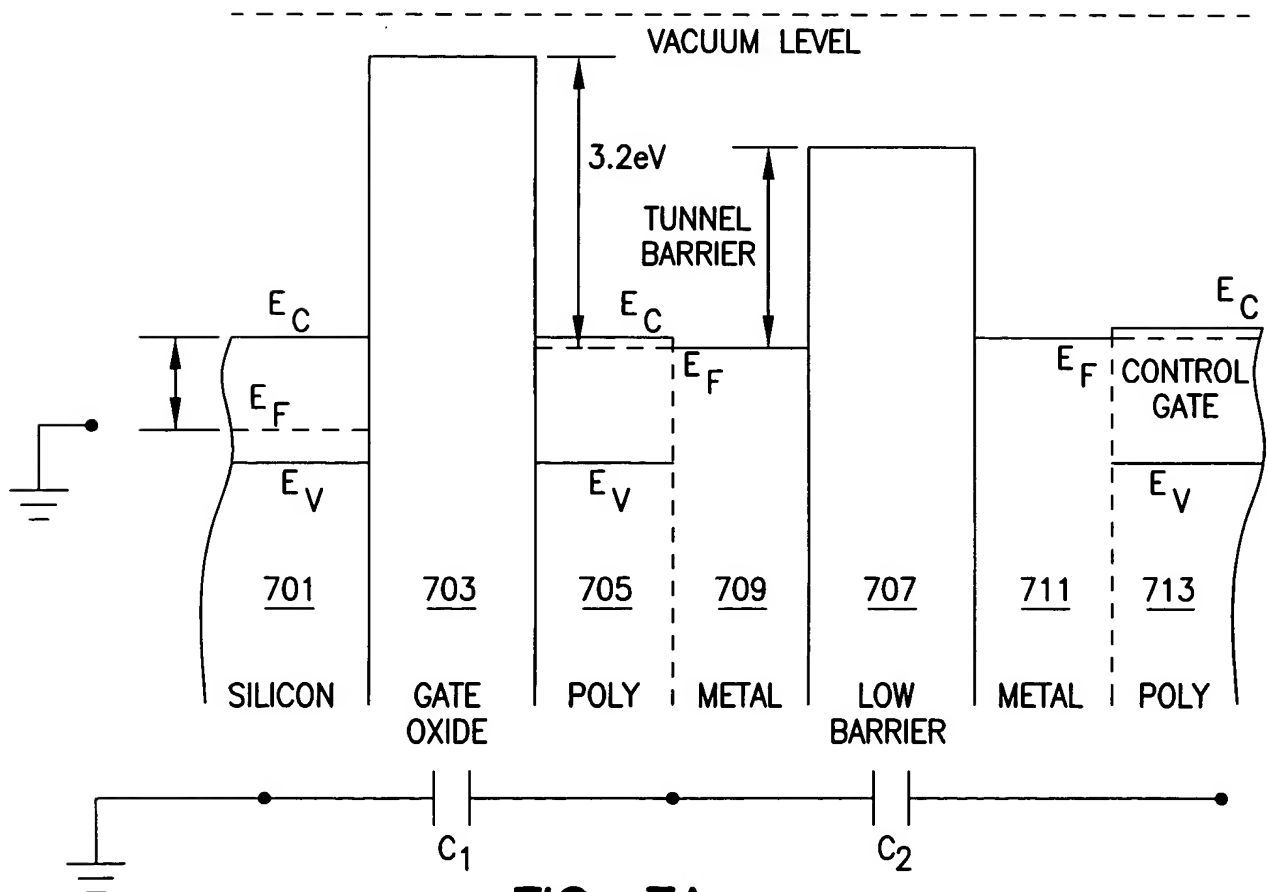 VACUUM LEVEL
3.2eV
TUNNEL
BARRIER
E_C
E_F
E_V
E_C
E_F
E_V
E_C
E_F
CONTROL
GATE
E_V
701
703
705
709
707
711
713
SILICON
GATE
OXIDE
POLY
METAL
LOW
BARRIER
METAL
POLY
C_1
C_2